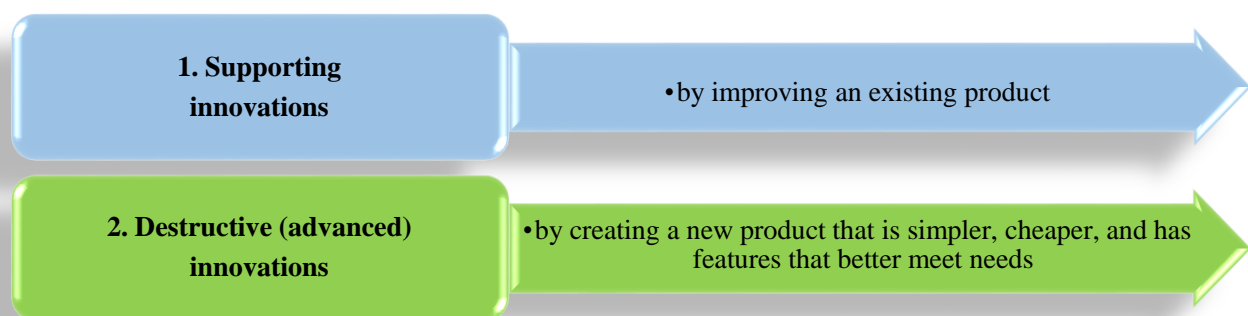 1. Supporting
innovations
•by improving an existing product
2. Destructive (advanced)
innovations
•by creating a new product that is simpler, cheaper, and has
features that better meet needs